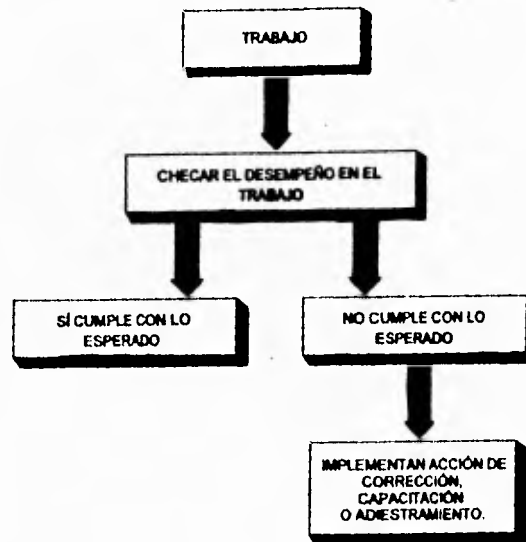 TRABAJO
CHECAR EL DESEMPEÑO EN EL
TRABAJO
SÍ CUMPLE CON LO
ESPERADO
NO CUMPLE CON LO
ESPERADO
IMPLEMENTAN ACCIÓN DE
CORRECCIÓN,
CAPACITACIÓN
O ADIESTRAMIENTO.